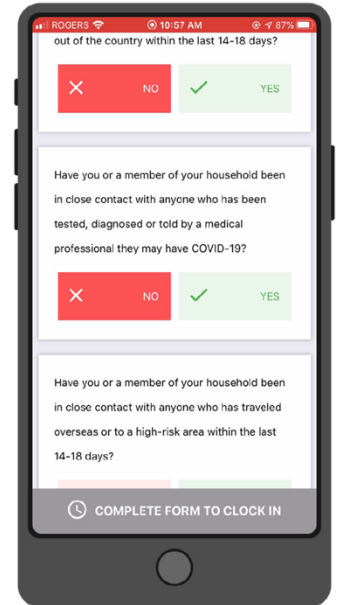 ROGERS 10:57 AM 87%
out of the country within the last 14-18 days?
NO YES
Have you or a member of your household been
in close contact with anyone who has been
tested, diagnosed or told by a medical
professional they may have COVID-19?
NO YES
Have you or a member of your household been
in close contact with anyone who has traveled
overseas or to a high-risk area within the last
14-18 days?
COMPLETE FORM TO CLOCK IN